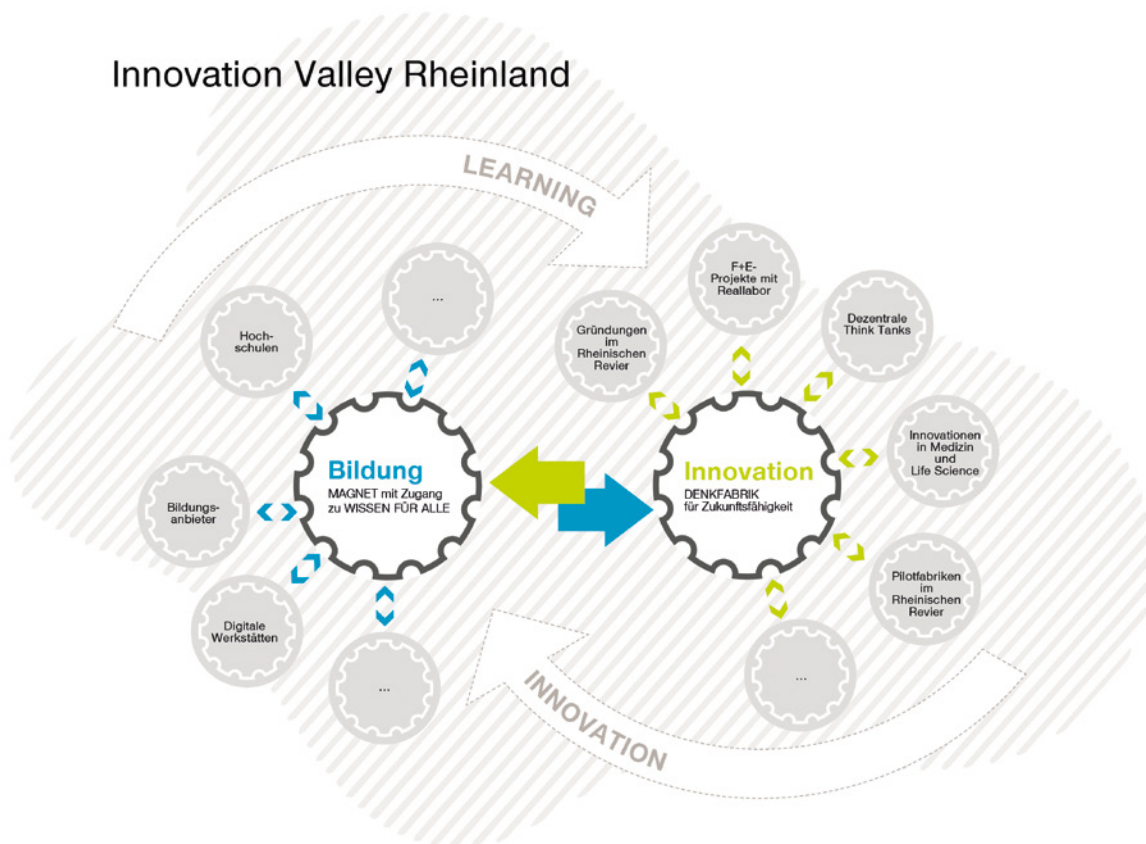 Innovation Valley Rheinland
LEARNING
...
Hoch-
schulen
Bildung
MAGNET mit Zugang
zu WISSEN FÜR ALLE
Bildungs-
anbieter
Digitale
Werkstätten
...
F+E-
Projekte mit
Reallabor
Gründungen
im
Rheinischen
Revier
Dezentrale
Think Tanks
Innovation
DENKFABRIK
für Zukunftsfähigkeit
Innovationen
in Medizin
und
Life Science
Pilotfabriken
im
Rheinischen
Revier
...
INNOVATION